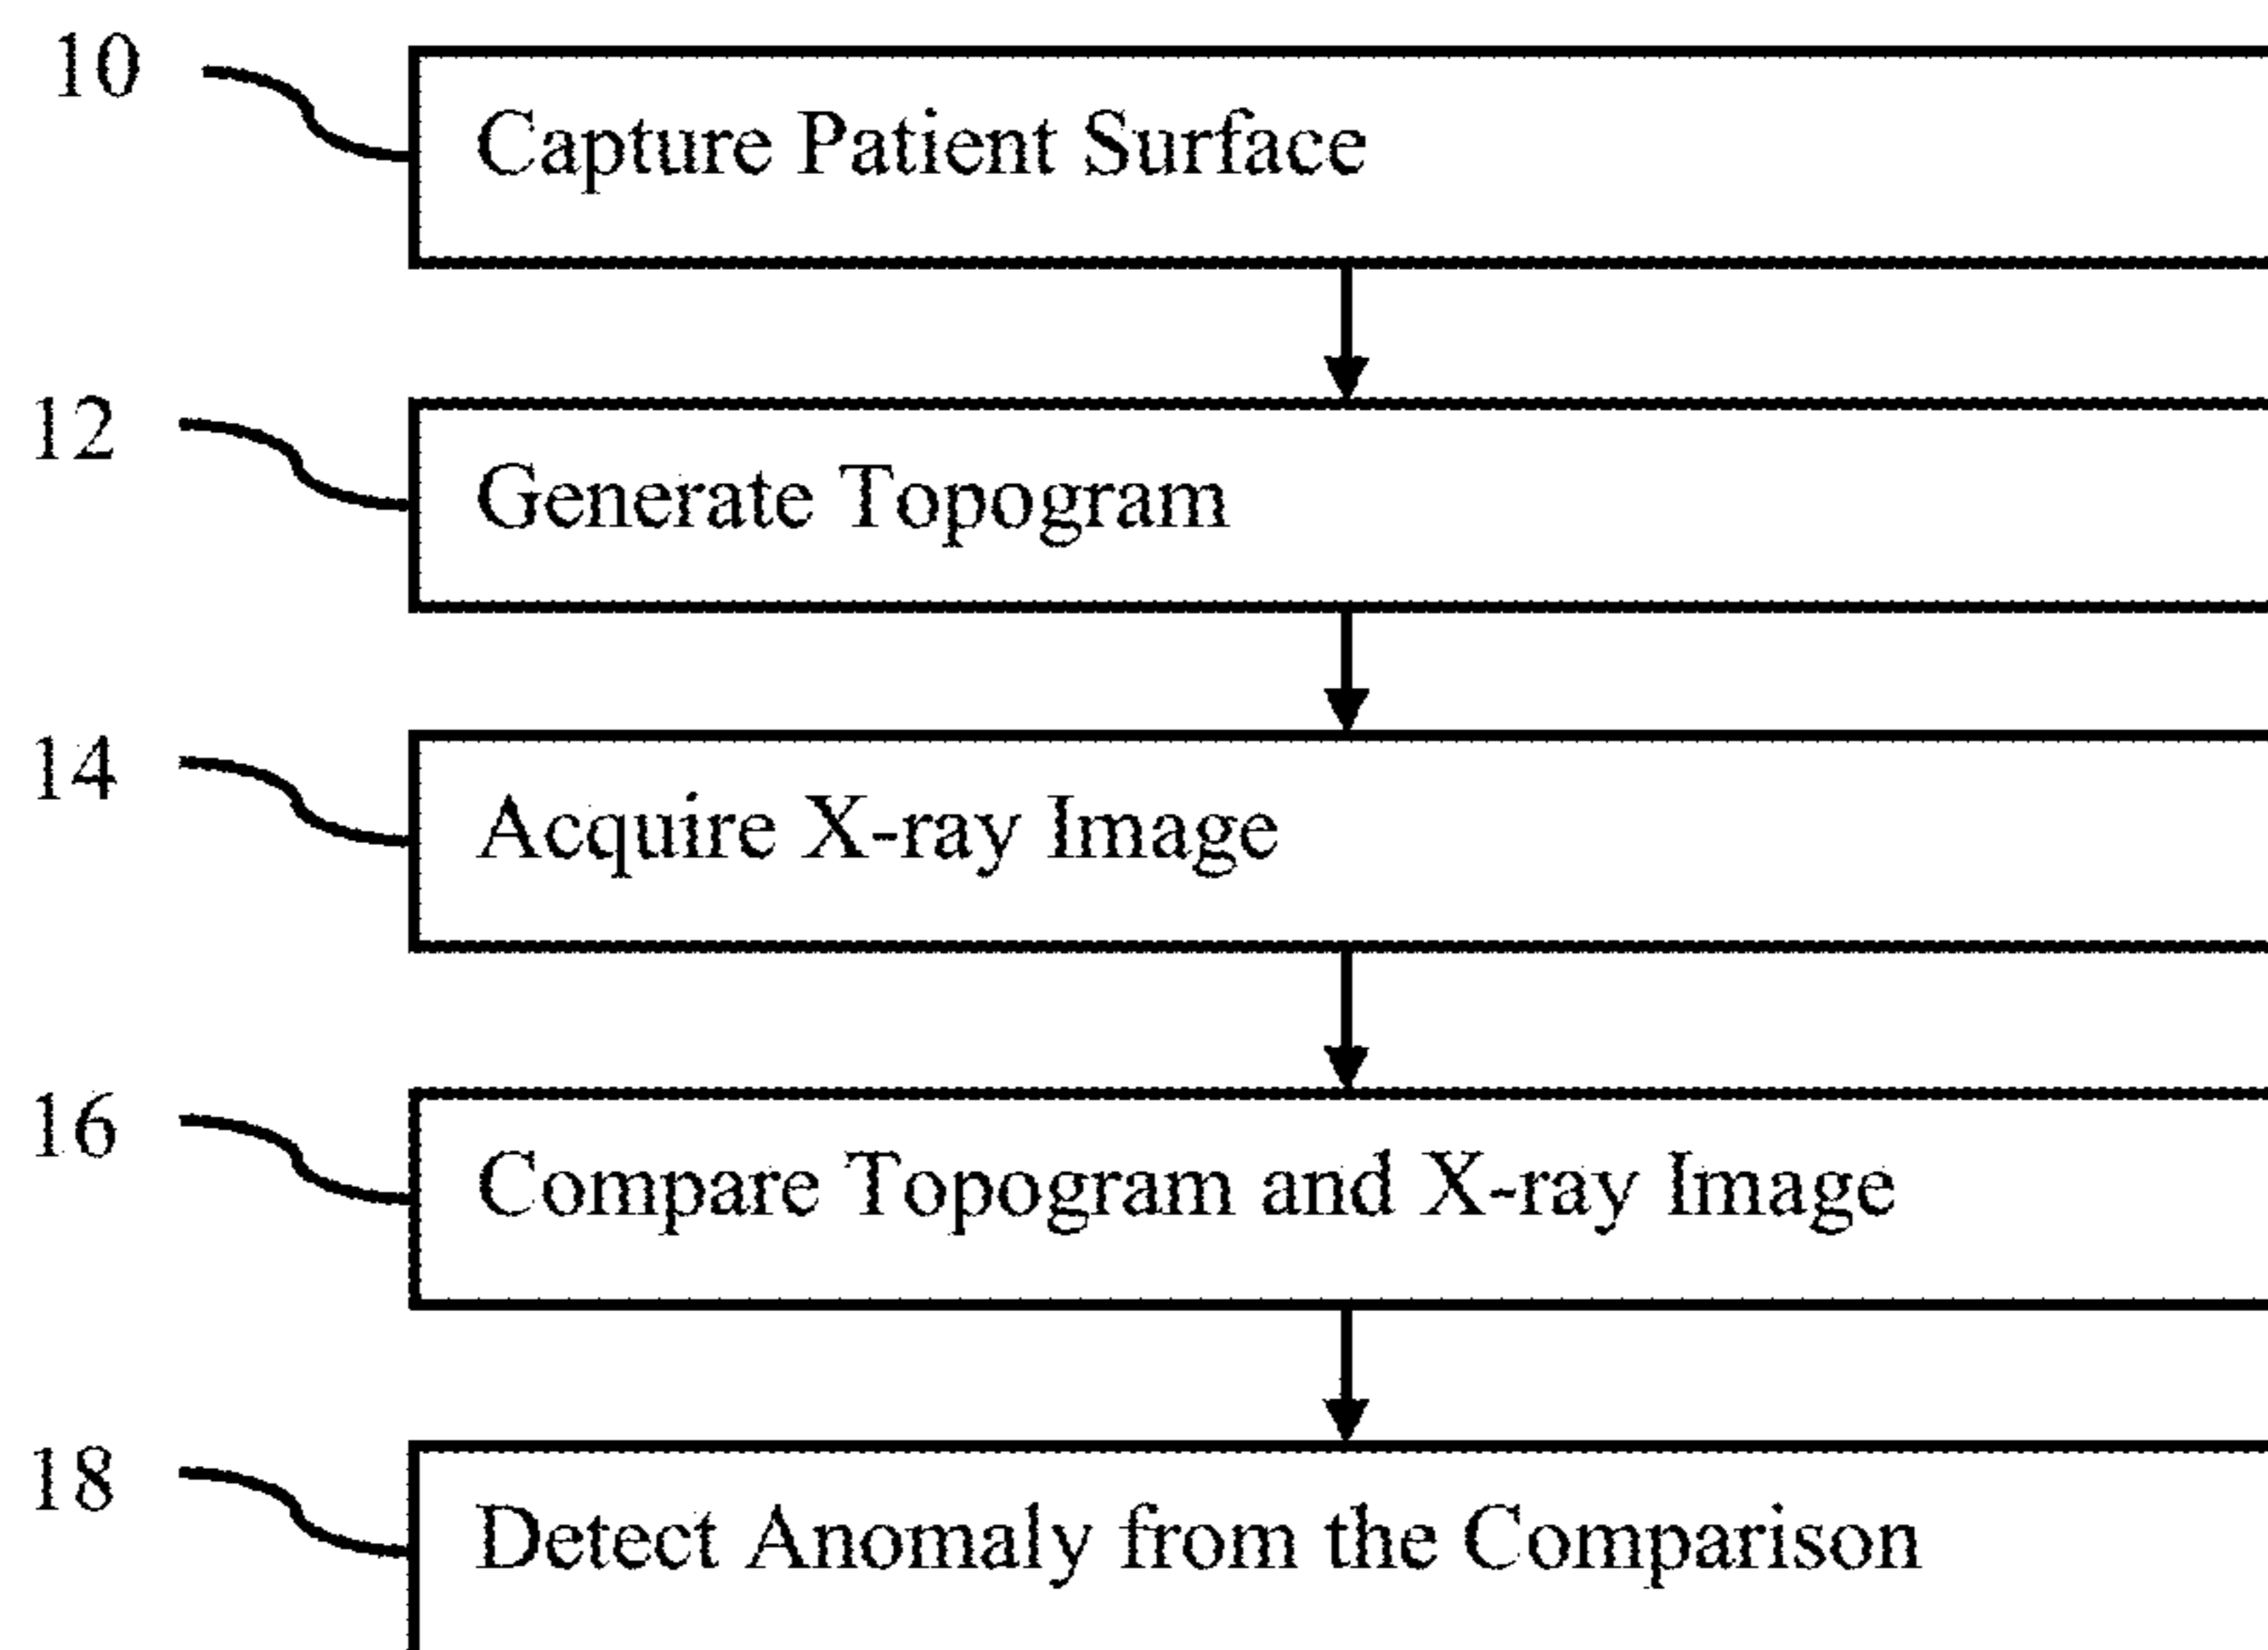 10 Capture Patient Surface
12 Generate Topogram
14 Acquire X-ray Image
16 Compare Topogram and X-ray Image
18 Detect Anomaly from the Comparison